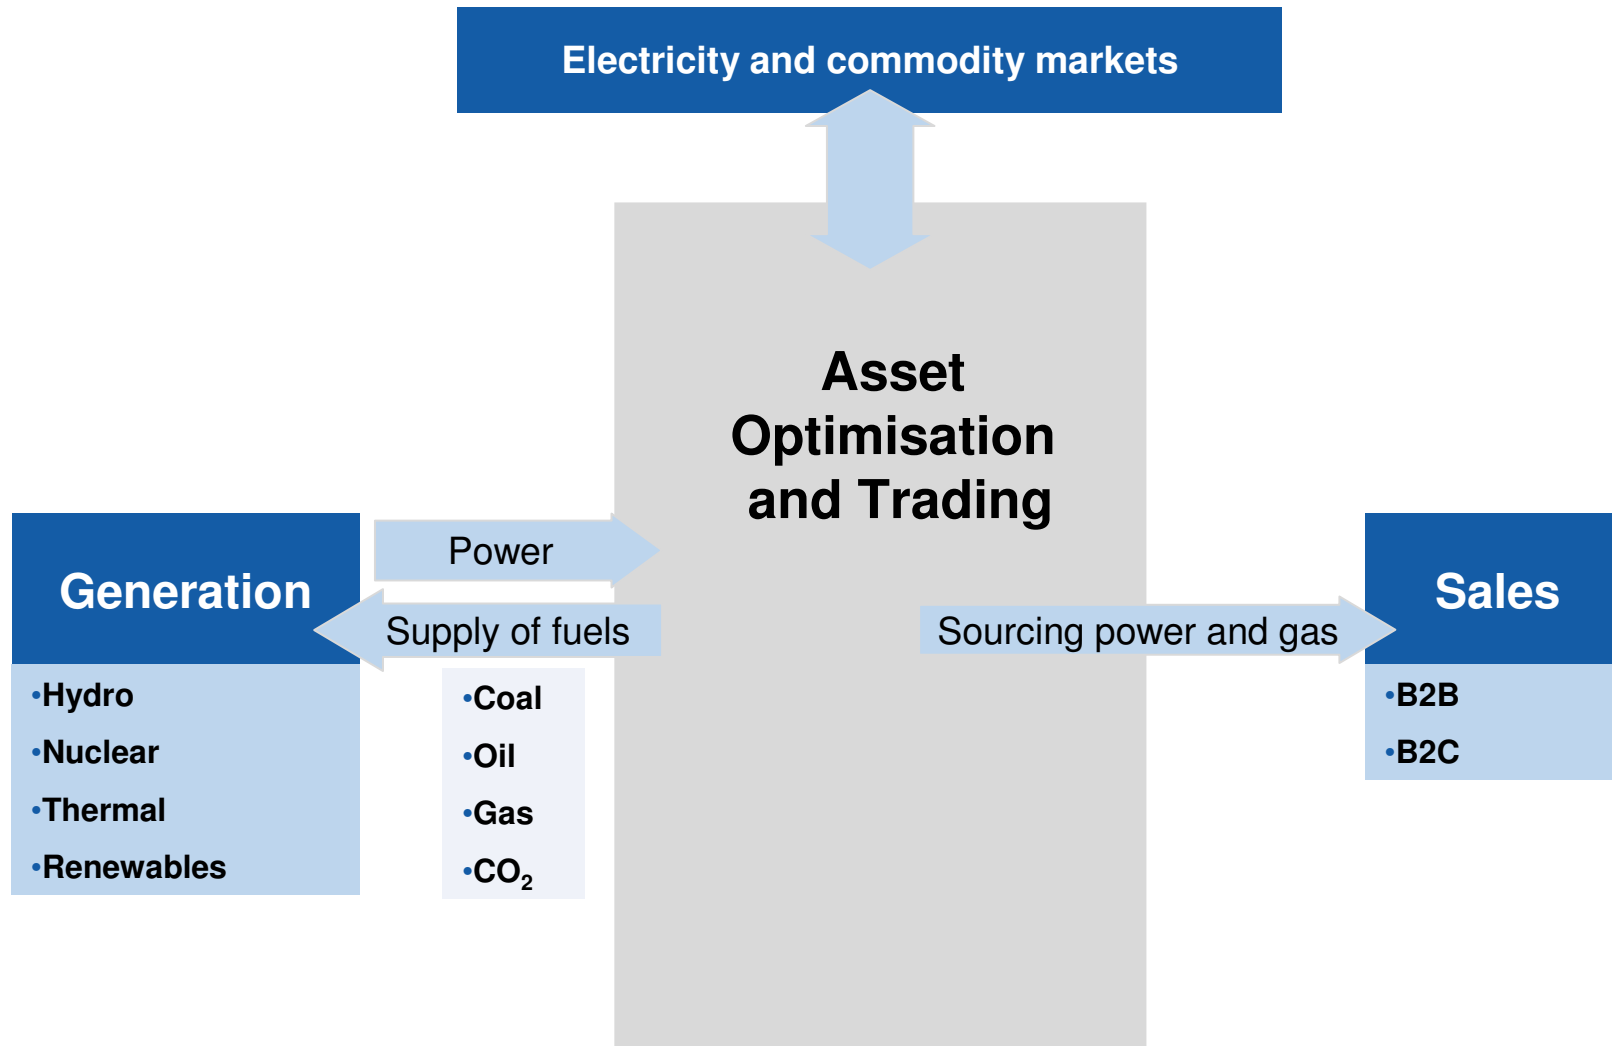 Electricity and commodity markets
Asset
Optimisation
and Trading
Generation
Power
Supply of fuels
Sourcing power and gas
Sales
•Hydro
•Nuclear
•Thermal
•Renewables
•Coal
•Oil
•Gas
•CO₂
•B2B
•B2C